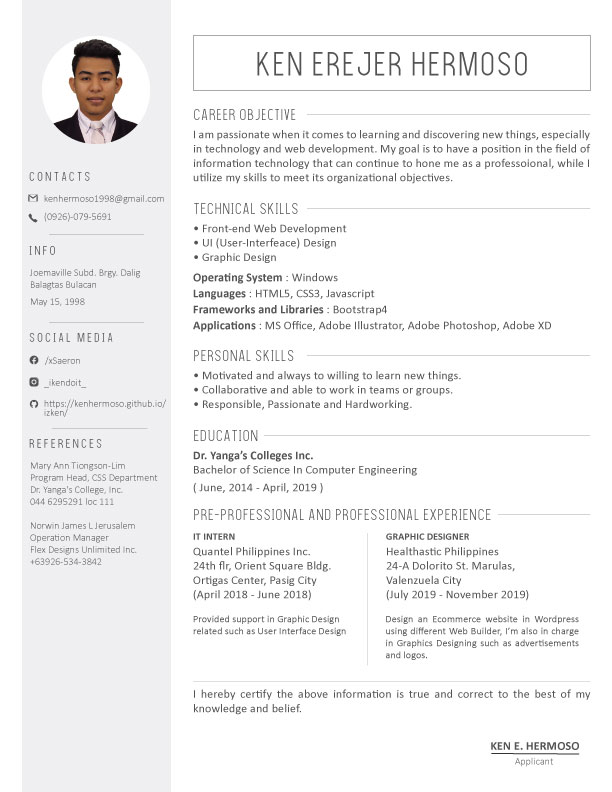 KEN EREJER HERMOSO
CONTACTS
kenhermoso1998@gmail.com
(0926)-079-5691
INFO
Joemaville Subd. Brgy. Dalig
Balagtas Bulacan
May 15, 1998
SOCIAL MEDIA
/xSaeron
_ikendoit_
https://kenhermoso.github.io/
izken/
REFERENCES
Mary Ann Tiongson-Lim
Program Head, CSS Department
Dr. Yanga's College, Inc.
044 6295291 loc 111
Norwin James L Jerusalem
Operation Manager
Flex Designs Unlimited Inc.
+63926-534-3842
CAREER OBJECTIVE
I am passionate when it comes to learning and discovering new things, especially
in technology and web development. My goal is to have a position in the field of
information technology that can continue to hone me as a professoional, while I
utilize my skills to meet its organizational objectives.
TECHNICAL SKILLS
• Front-end Web Development
• UI (User-Interfeace) Design
• Graphic Design
Operating System : Windows
Languages : HTML5, CSS3, Javascript
Frameworks and Libraries : Bootstrap4
Applications : MS Office, Adobe Illustrator, Adobe Photoshop, Adobe XD
PERSONAL SKILLS
• Motivated and always to willing to learn new things.
• Collaborative and able to work in teams or groups.
• Responsible, Passionate and Hardworking.
EDUCATION
Dr. Yanga's Colleges Inc.
Bachelor of Science In Computer Engineering
( June, 2014 - April, 2019 )
PRE-PROFESSIONAL AND PROFESSIONAL EXPERIENCE
IT INTERN
Quantel Philippines Inc.
24th flr, Orient Square Bldg.
Ortigas Center, Pasig City
(April 2018 - June 2018)
Provided support in Graphic Design
related such as User Interface Design
GRAPHIC DESIGNER
Healthastic Philippines
24-A Dolorito St. Marulas,
Valenzuela City
(July 2019 - November 2019)
Design an Ecommerce website in Wordpress
using different Web Builder, I'm also in charge
in Graphics Designing such as advertisements
and logos.
I hereby certify the above information is true and correct to the best of my
knowledge and belief.
KEN E. HERMOSO
Applicant